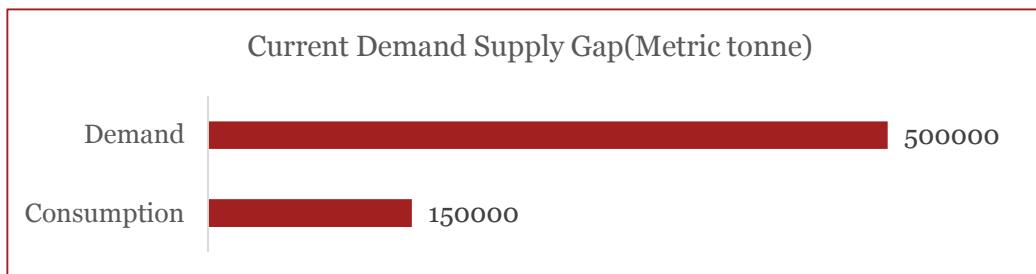 Current Demand Supply Gap(Metric tonne)
Demand 500000
Consumption 150000